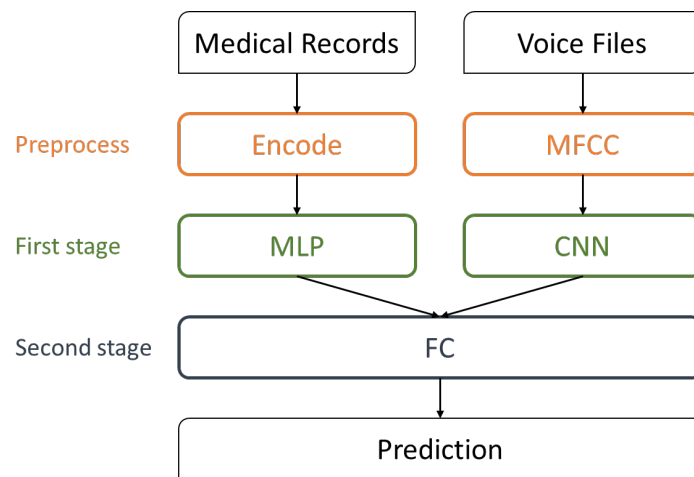 Medical Records
Voice Files
Preprocess
Encode
MFCC
First stage
MLP
CNN
Second stage
FC
Prediction